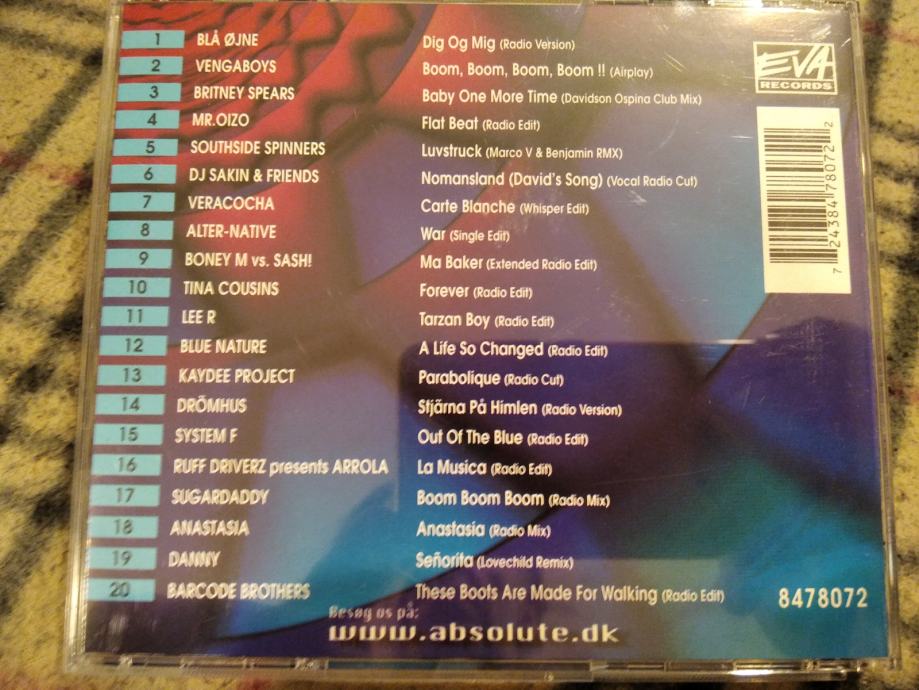 1 BLÅ ØJNE Dig Og Mig (Radio Version)
2 VENGABOYS Boom, Boom, Boom, Boom !! (Airplay)
3 BRITNEY SPEARS Baby One More Time (Davidson Ospina Club Mix)
4 MR.OIZO Flat Beat (Radio Edit)
5 SOUTHSIDE SPINNERS Luvstruck (Marco V & Benjamin RMX)
6 DJ SAKIN & FRIENDS Nomansland (David's Song) (Vocal Radio Cut)
7 VERACOCHA Carte Blanche (Whisper Edit)
8 ALTER-NATIVE War (Single Edit)
9 BONEY M vs. SASH! Ma Baker (Extended Radio Edit)
10 TINA COUSINS Forever (Radio Edit)
11 LEE R Tarzan Boy (Radio Edit)
12 BLUE NATURE A Life So Changed (Radio Edit)
13 KAYDEE PROJECT Parabolique (Radio Cut)
14 DRÕMHUS Stjärna På Himlen (Radio Version)
15 SYSTEM F Out Of The Blue (Radio Edit)
16 RUFF DRIVERZ presents ARROLA La Musica (Radio Edit)
17 SUGARDADDY Boom Boom Boom (Radio Mix)
18 ANASTASIA Anastasia (Radio Mix)
19 DANNY Señorita (Lovechild Remix)
20 BARCODE BROTHERS These Boots Are Made For Walking (Radio Edit)
EVA
RECORDS
7 24384 78072 2
8478072
Besøg os på:
www.absolute.dk